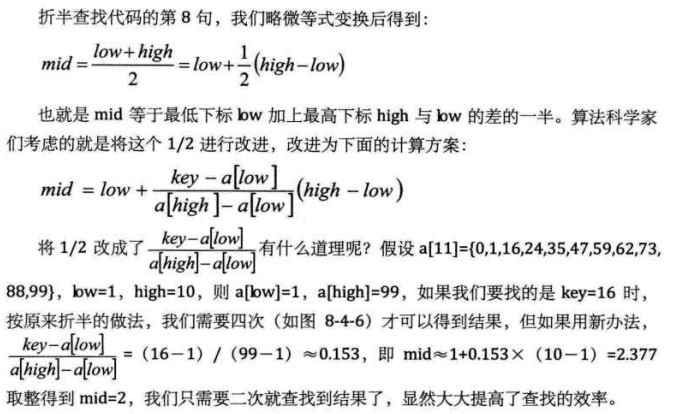 折半查找代码的第 8 句，我们略微等式变换后得到：
mid = \frac{low+high}{2} = low+\frac{1}{2}(high-low)
也就是 mid 等于最低下标 low 加上最高下标 high 与 low 的差的一半。算法科学家
们考虑的就是将这个 1/2 进行改进，改进为下面的计算方案：
mid = low + \frac{key - a[low]}{a[high] - a[low]}(high - low)
将 1/2 改成了 \frac{key-a[low]}{a[high]-a[low]} 有什么道理呢？假设 a[11]={0,1,16,24,35,47,59,62,73,
88,99}，low=1，high=10，则 a[low]=1，a[high]=99，如果我们要找的是 key=16 时，
按原来折半的做法，我们需要四次（如图 8-4-6）才可以得到结果，但如果用新办法，
\frac{key-a[low]}{a[high]-a[low]} =（16－1）/（99－1）≈0.153，即 mid≈1+0.153×（10－1）=2.377
取整得到 mid=2，我们只需要二次就查找到结果了，显然大大提高了查找的效率。